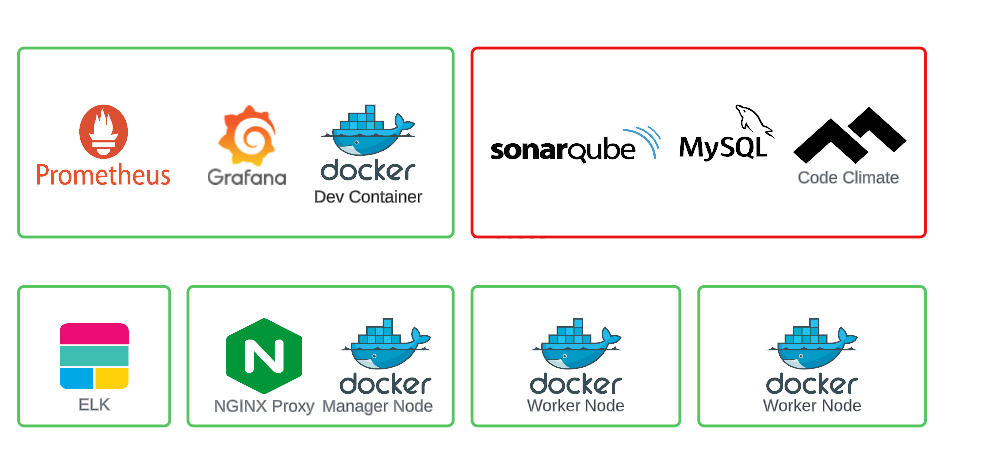 Prometheus
Grafana
docker
Dev Container
sonarqube
MySQL
Code Climate
ELK
NGINX Proxy
docker
Manager Node
docker
Worker Node
docker
Worker Node